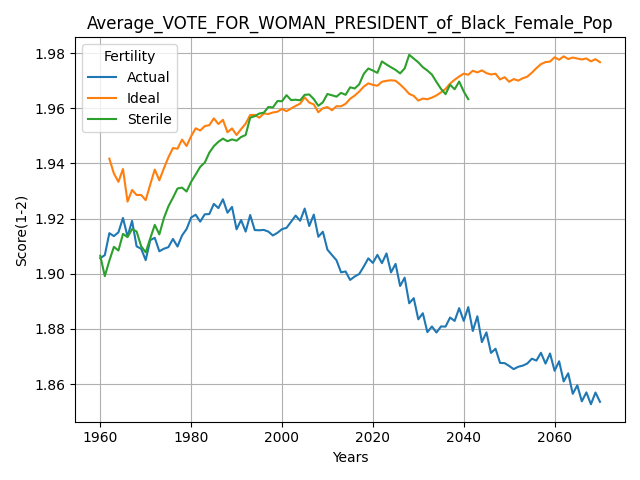 Average_VOTE_FOR_WOMAN_PRESIDENT_of_Black_Female_Pop
Fertility
Actual
Ideal
Sterile
Score(1-2)
1.98
1.96
1.94
1.92
1.90
1.88
1.86
1960
1980
2000
2020
2040
2060
Years